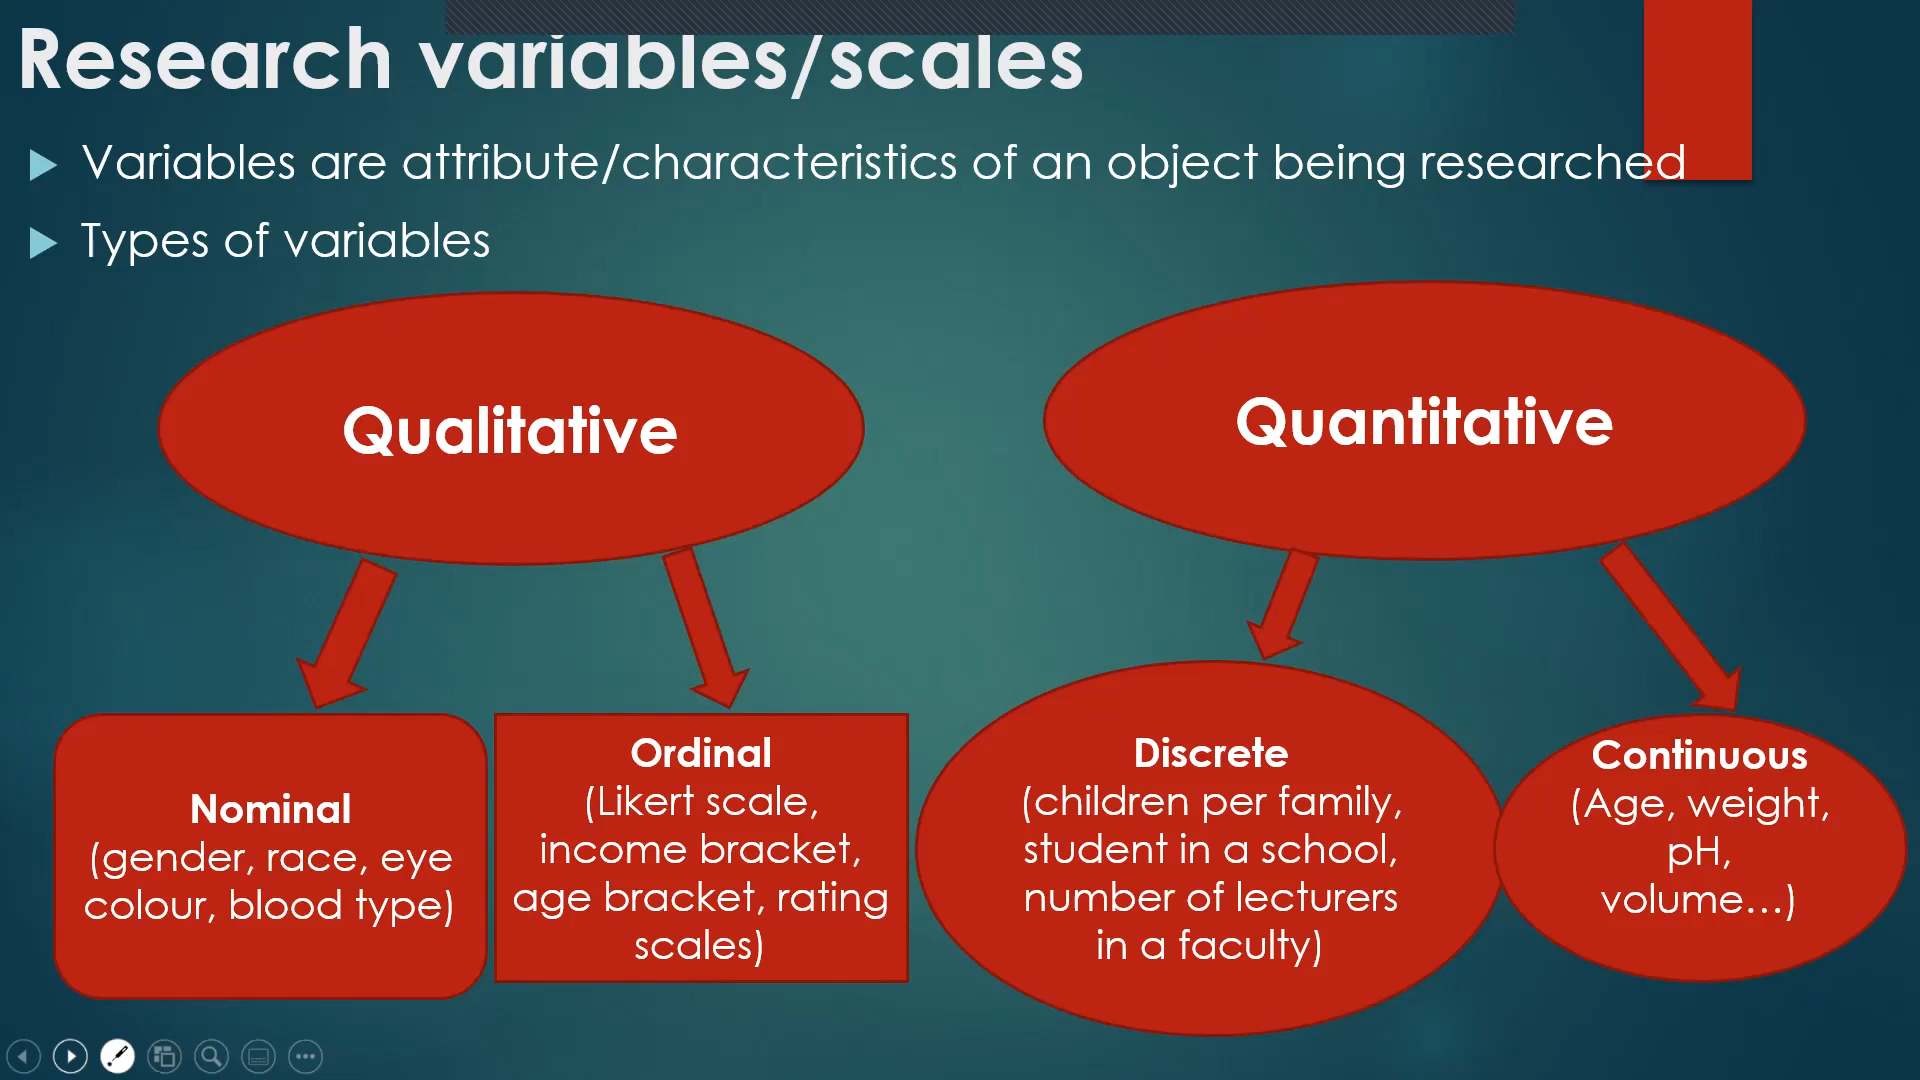 Research variables/scales
Variables are attribute/characteristics of an object being researched
Types of variables
Qualitative
Quantitative
Nominal
(gender, race, eye
colour, blood type)
Ordinal
(Likert scale,
income bracket,
age bracket, rating
scales)
Discrete
(children per family,
student in a school,
number of lecturers
in a faculty)
Continuous
(Age, weight,
pH,
volume...)